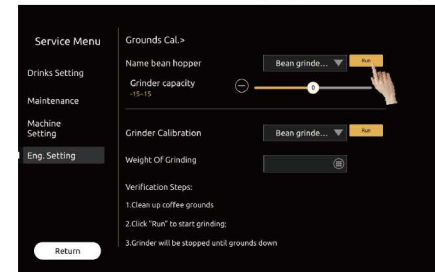 Service Menu
Drinks Setting
Maintenance
Machine
Setting
Eng. Setting
Return
Grounds Cal.>
Name bean hopper
Bean grinde...
Run
Grinder capacity
-15-15
0
Grinder Calibration
Bean grinde...
Run
Weight Of Grinding
Verification Steps:
1.Clean up coffee grounds
2.Click "Run" to start grinding;
3.Grinder will be stopped until grounds down